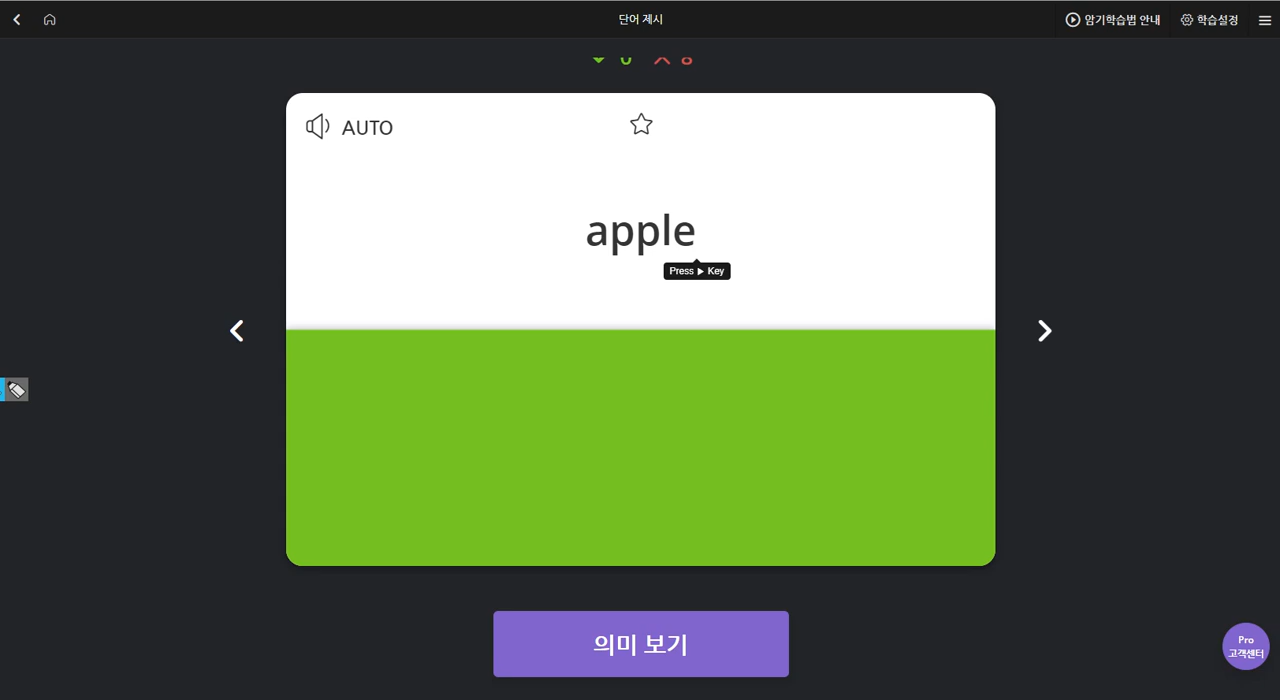 단어 제시
암기학습법 안내
학습설정
AUTO
apple
Press ▶ Key
의미 보기
Pro
고객센터